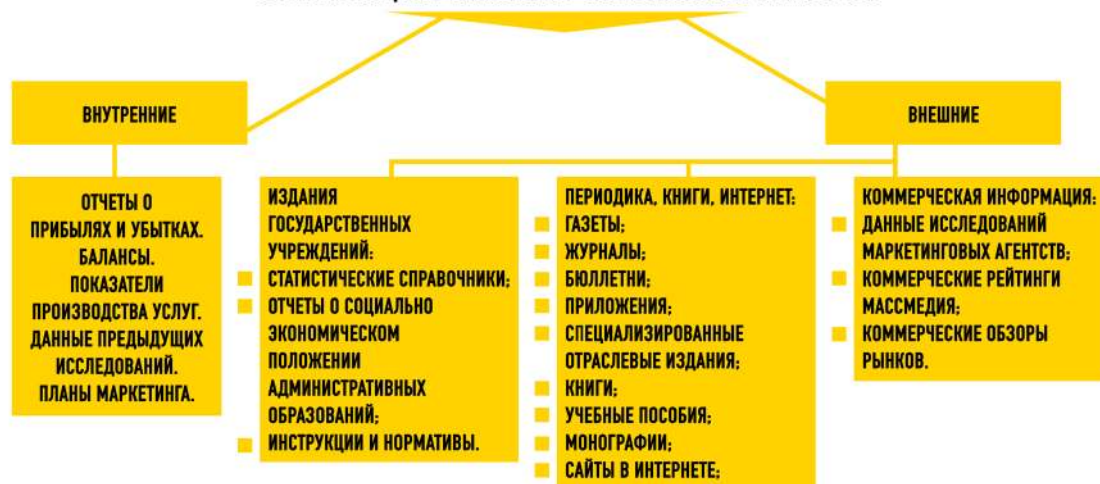 ВНУТРЕННИЕ
ВНЕШНИЕ
ОТЧЕТЫ О
ПРИБЫЛЯХ И УБЫТКАХ.
БАЛАНСЫ.
ПОКАЗАТЕЛИ
ПРОИЗВОДСТВА УСЛУГ.
ДАННЫЕ ПРЕДЫДУЩИХ
ИССЛЕДОВАНИЙ.
ПЛАНЫ МАРКЕТИНГА.
ИЗДАНИЯ
ГОСУДАРСТВЕННЫХ
УЧРЕЖДЕНИЙ:
СТАТИСТИЧЕСКИЕ СПРАВОЧНИКИ;
ОТЧЕТЫ О СОЦИАЛЬНО
ЭКОНОМИЧЕСКОМ
ПОЛОЖЕНИИ
АДМИНИСТРАТИВНЫХ
ОБРАЗОВАНИЙ;
ИНСТРУКЦИИ И НОРМАТИВЫ.
ПЕРИОДИКА, КНИГИ, ИНТЕРНЕТ:
ГАЗЕТЫ;
ЖУРНАЛЫ;
БЮЛЛЕТНИ;
ПРИЛОЖЕНИЯ;
СПЕЦИАЛИЗИРОВАННЫЕ
ОТРАСЛЕВЫЕ ИЗДАНИЯ;
КНИГИ;
УЧЕБНЫЕ ПОСОБИЯ;
МОНОГРАФИИ;
САЙТЫ В ИНТЕРНЕТЕ;
КОММЕРЧЕСКАЯ ИНФОРМАЦИЯ:
ДАННЫЕ ИССЛЕДОВАНИЙ
МАРКЕТИНГОВЫХ АГЕНТСТВ;
КОММЕРЧЕСКИЕ РЕЙТИНГИ
МАССМЕДИЯ;
КОММЕРЧЕСКИЕ ОБЗОРЫ
РЫНКОВ.